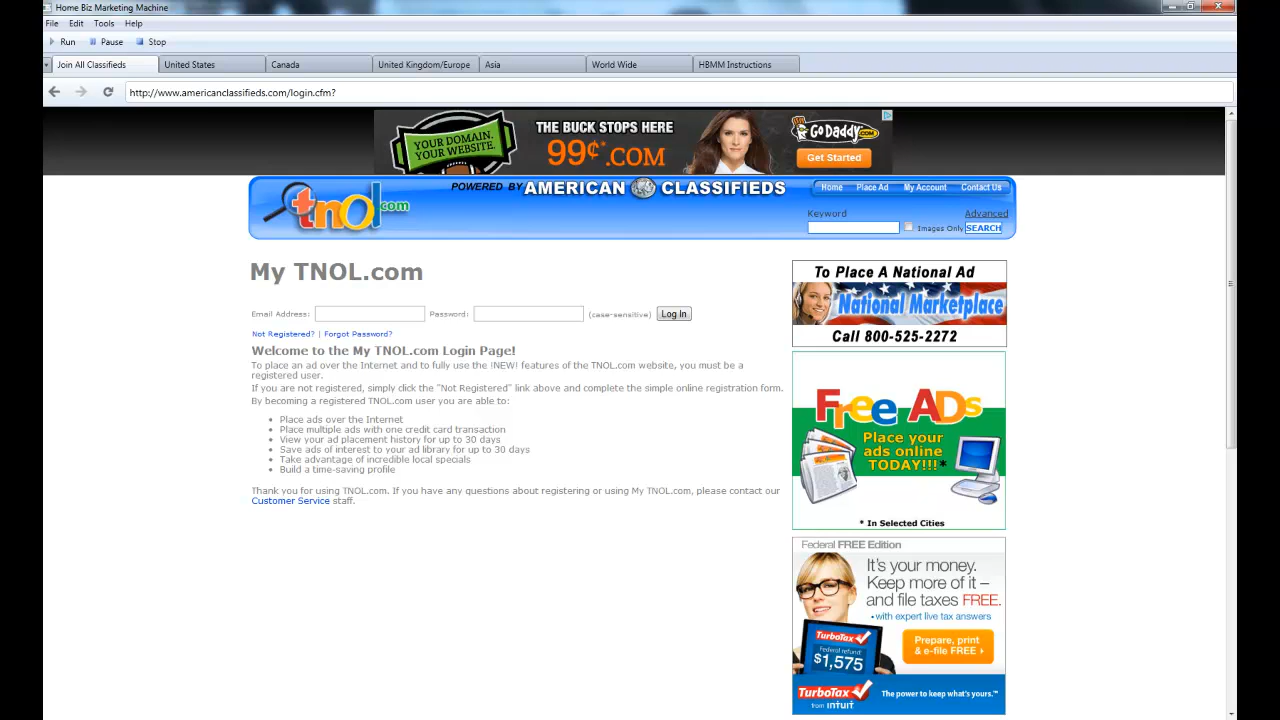 Home Biz Marketing Machine
File Edit Tools Help
Run Pause Stop
Join All Classifieds United States Canada United Kingdom/Europe Asia World Wide HBMM Instructions
http://www.americanclassifieds.com/login.cfm?
YOUR DOMAIN.
YOUR WEBSITE.
THE BUCK STOPS HERE
99¢*.COM
GO DADDY.COM
Get Started
tnol.com
POWERED BY AMERICAN CLASSIFIEDS
Home Place Ad My Account Contact Us
Keyword Advanced
Images Only SEARCH
My TNOL.com
Email Address: Password: (case-sensitive) Log In
Not Registered? | Forgot Password?
Welcome to the My TNOL.com Login Page!
To place an ad over the Internet and to fully use the !NEW! features of the TNOL.com website, you must be a
registered user.
If you are not registered, simply click the "Not Registered" link above and complete the simple online registration form.
By becoming a registered TNOL.com user you are able to:
• Place ads over the Internet
• Place multiple ads with one credit card transaction
• View your ad placement history for up to 30 days
• Save ads of interest to your ad library for up to 30 days
• Take advantage of incredible local specials
• Build a time-saving profile
Thank you for using TNOL.com. If you have any questions about registering or using My TNOL.com, please contact our
Customer Service staff.
To Place A National Ad
National Marketplace
Call 800-525-2272
Free ADs
Place your
ads online
TODAY!!!*
* In Selected Cities
Federal FREE Edition
It's your money.
Keep more of it –
and file taxes FREE.
• with expert live tax answers
TurboTax
Federal refund
$1,575
Prepare, print
& e-file FREE
TurboTax
from intuit
The power to keep what's yours.™